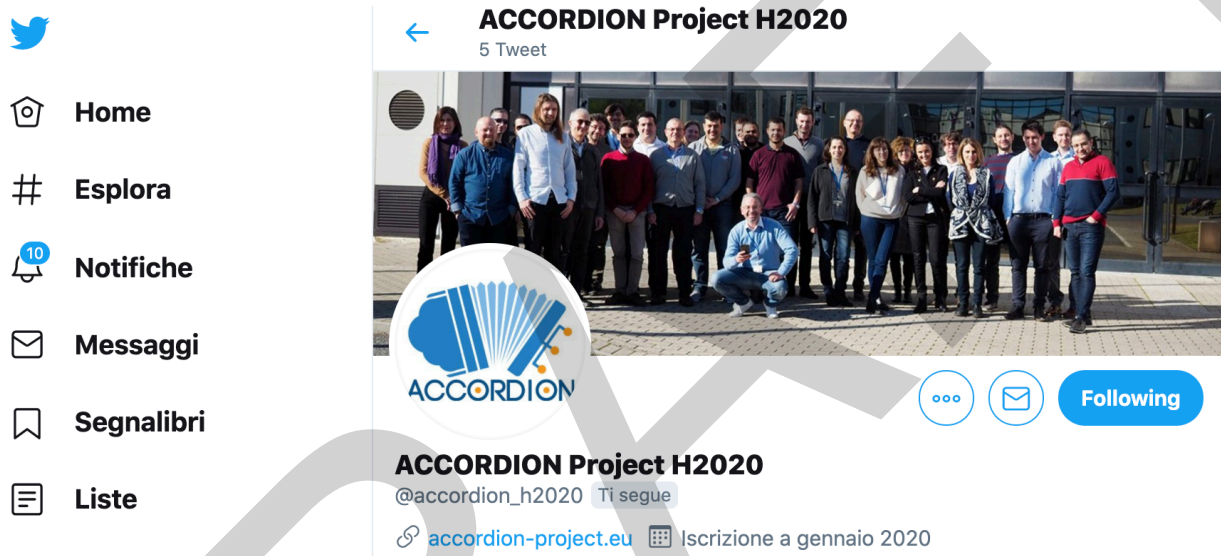 ACCORDION Project H2020
5 Tweet
Home
Esplora
10
Notifiche
Messaggi
Segnalibri
Liste
ACCORDION
Following
ACCORDION Project H2020
@accordion_h2020 Ti segue
accordion-project.eu Iscrizione a gennaio 2020